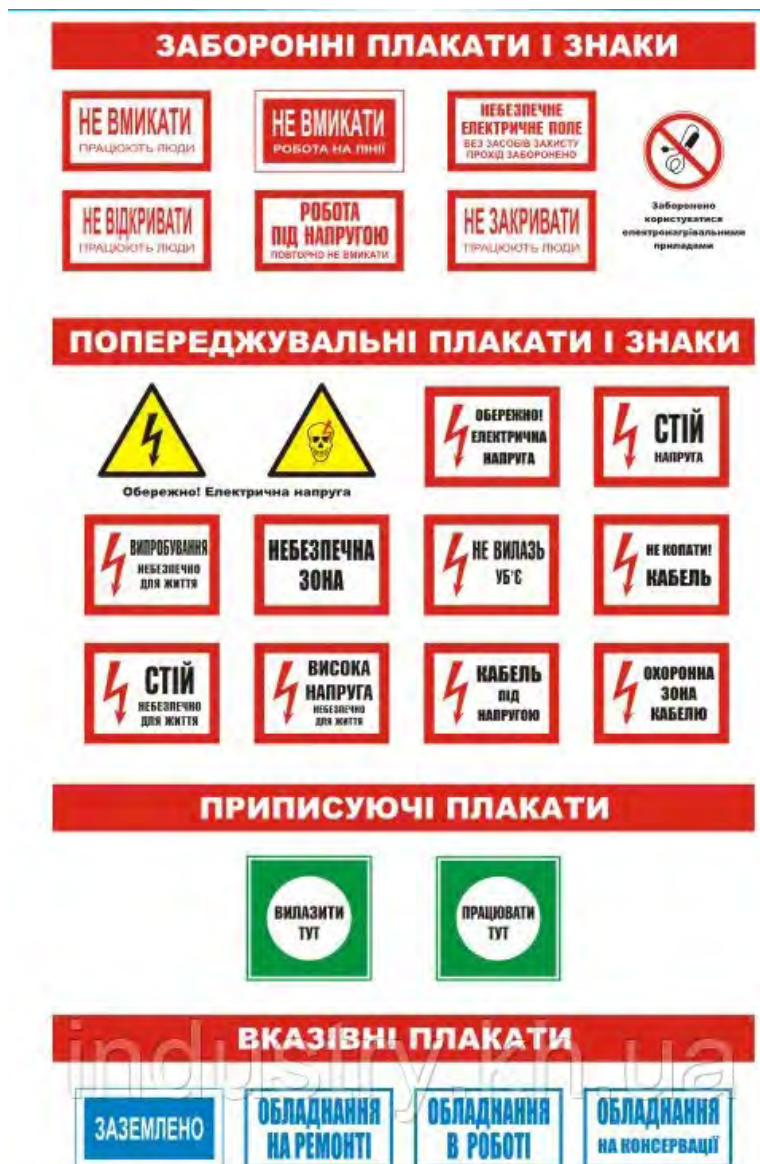 ЗАБОРОННІ ПЛАКАТИ І ЗНАКИ
НЕ ВМИКАТИ
ПРАЦЮЮТЬ ЛЮДИ
НЕ ВМИКАТИ
РОБОТА НА ЛІНІЇ
НЕБЕЗПЕЧНЕ
ЕЛЕКТРИЧНЕ ПОЛЕ
БЕЗ ЗАСОБІВ ЗАХИСТУ
ПРОХІД ЗАБОРОНЕНО
Заборонено
користуватися
електронагрівальними
приладами
НЕ ВІДКРИВАТИ
ПРАЦЮЮТЬ ЛЮДИ
РОБОТА
ПІД НАПРУГОЮ
ПОВТОРНО НЕ ВМИКАТИ
НЕ ЗАКРИВАТИ
ПРАЦЮЮТЬ ЛЮДИ
ПОПЕРЕДЖУВАЛЬНІ ПЛАКАТИ І ЗНАКИ
Обережно! Електрична напруга
ОБЕРЕЖНО!
ЕЛЕКТРИЧНА
НАПРУГА
СТІЙ
НАПРУГА
ВИПРОБУВАННЯ
НЕБЕЗПЕЧНО
ДЛЯ ЖИТТЯ
НЕБЕЗПЕЧНА
ЗОНА
НЕ ВИЛАЗЬ
УБ'Є
НЕ КОПАТИ!
КАБЕЛЬ
СТІЙ
НЕБЕЗПЕЧНО
ДЛЯ ЖИТТЯ
ВИСОКА
НАПРУГА
НЕБЕЗПЕЧНО
ДЛЯ ЖИТТЯ
КАБЕЛЬ
ПІД
НАПРУГОЮ
ОХОРОННА
ЗОНА
КАБЕЛЮ
ПРИПИСУЮЧІ ПЛАКАТИ
ВИЛАЗИТИ
ТУТ
ПРАЦЮВАТИ
ТУТ
ВКАЗІВНІ ПЛАКАТИ
industry.kh.ua
ЗАЗЕМЛЕНО
ОБЛАДНАННЯ
НА РЕМОНТІ
ОБЛАДНАННЯ
В РОБОТІ
ОБЛАДНАННЯ
НА КОНСЕРВАЦІЇ